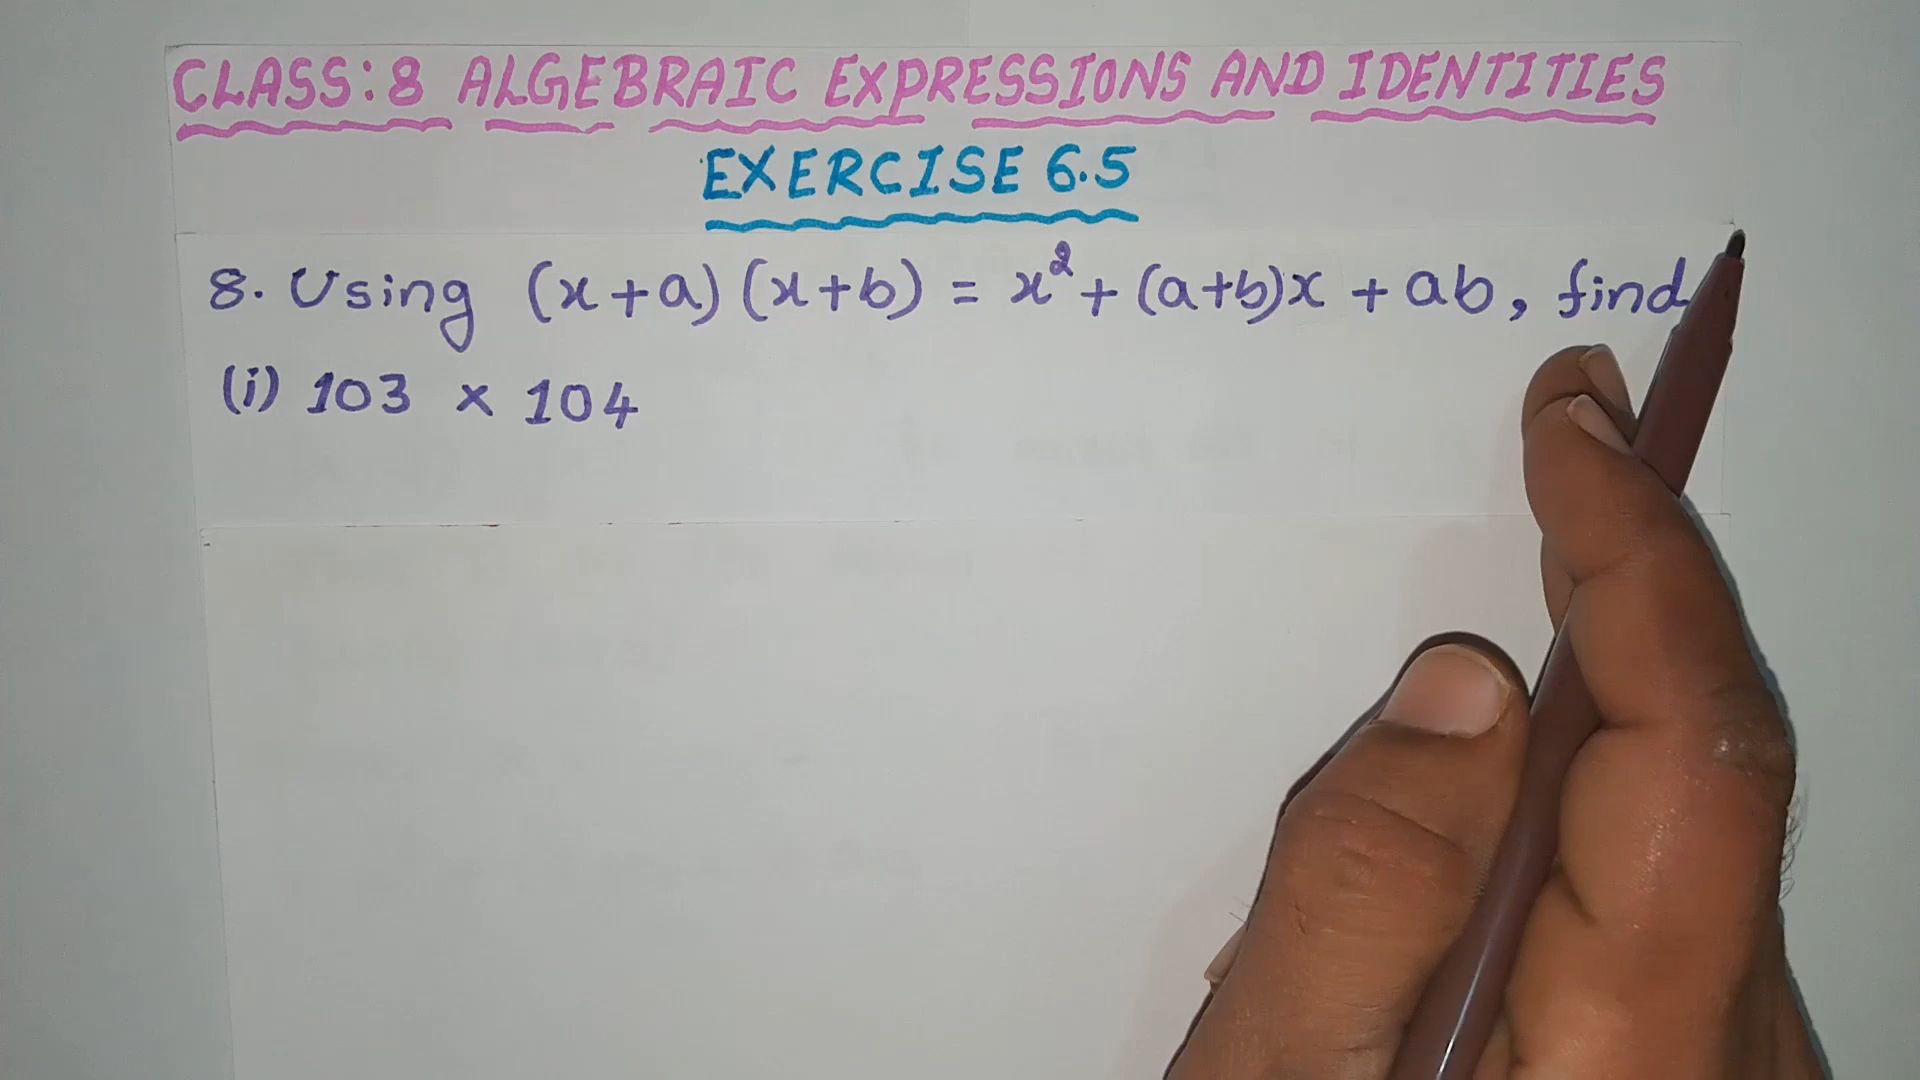 CLASS:8 ALGEBRAIC EXPRESSIONS AND IDENTITIES
EXERCISE 6.5
8. Using (x+a)(x+b) = x²+(a+b)x + ab, find
(i) 103 × 104